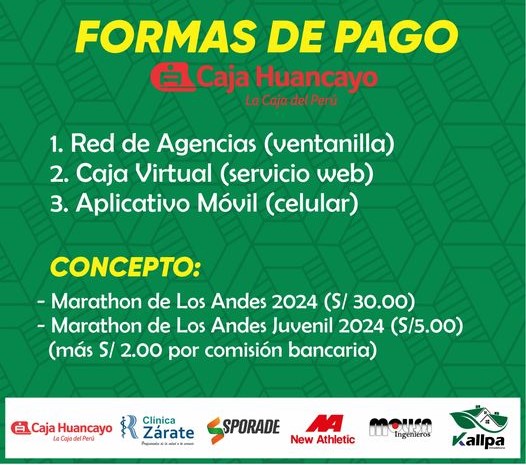 FORMAS DE PAGO
Caja Huancayo
La Caja del Perú
1. Red de Agencias (ventanilla)
2. Caja Virtual (servicio web)
3. Aplicativo Móvil (celular)
CONCEPTO:
- Marathon de Los Andes 2024 (S/ 30.00)
- Marathon de Los Andes Juvenil 2024 (S/5.00)
(más S/ 2.00 por comisión bancaria)
Caja Huancayo
La Caja del Perú
Clínica
Zárate
SPORADE
NA
New Athletic
Ingenieros
Kallpa